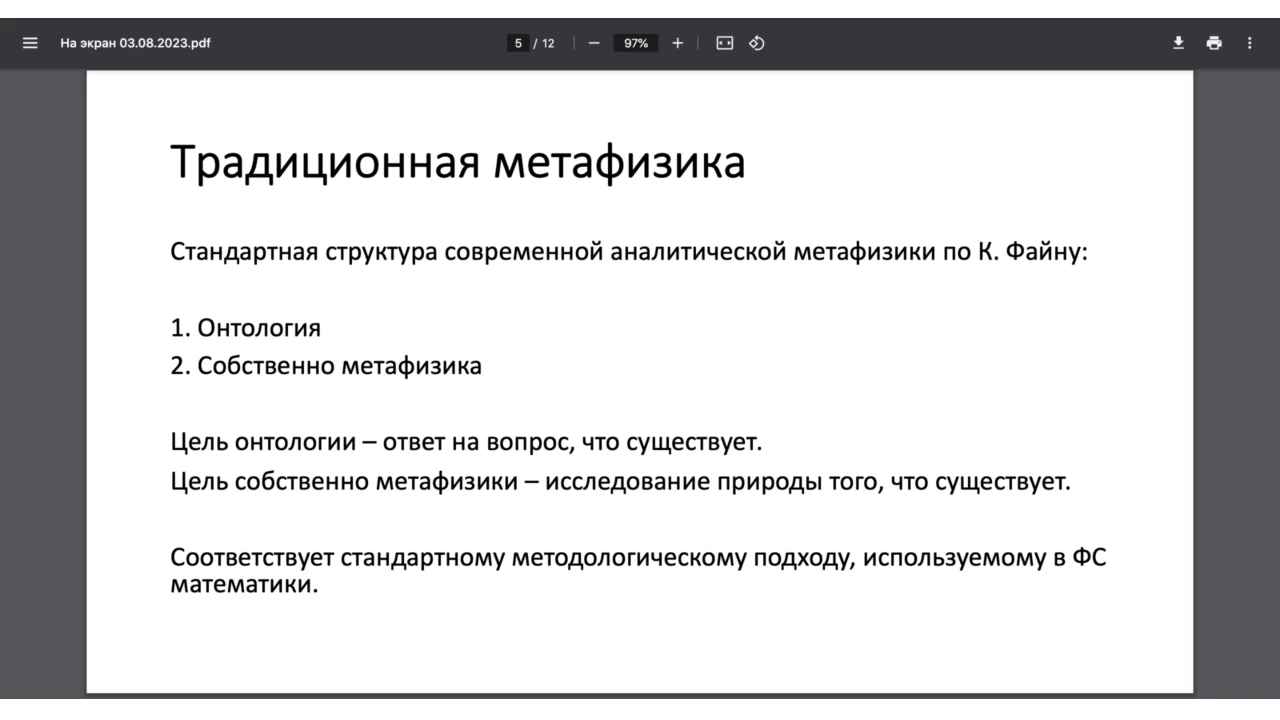 На экран 03.08.2023.pdf
5 / 12
97%
Традиционная метафизика
Стандартная структура современной аналитической метафизики по К. Файну:
1. Онтология
2. Собственно метафизика
Цель онтологии – ответ на вопрос, что существует.
Цель собственно метафизики – исследование природы того, что существует.
Соответствует стандартному методологическому подходу, используемому в ФС
математики.